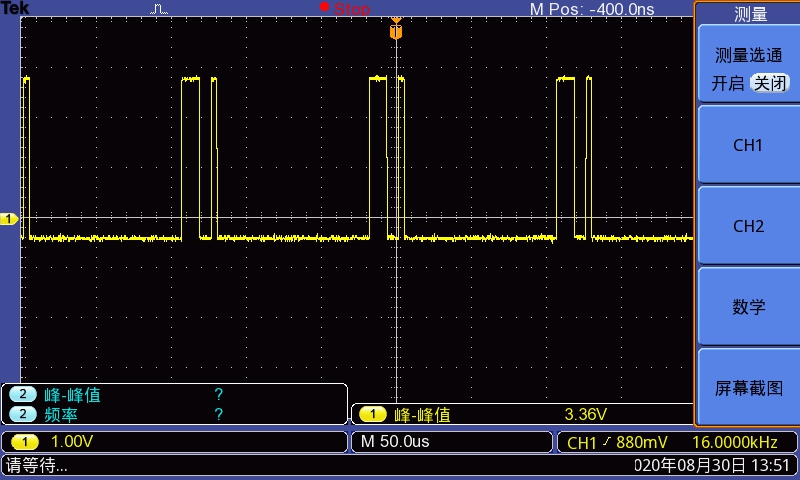 Tek Stop M Pos: -400.0ns 测量
T
测量选通
开启 关闭
CH1
1
CH2
数学
屏幕截图
2 峰-峰值 ?
2 频率 ? 1 峰-峰值 3.36V
1 1.00V M 50.0us CH1 880mV 16.0000kHz
请等待... 020年08月30日 13:51